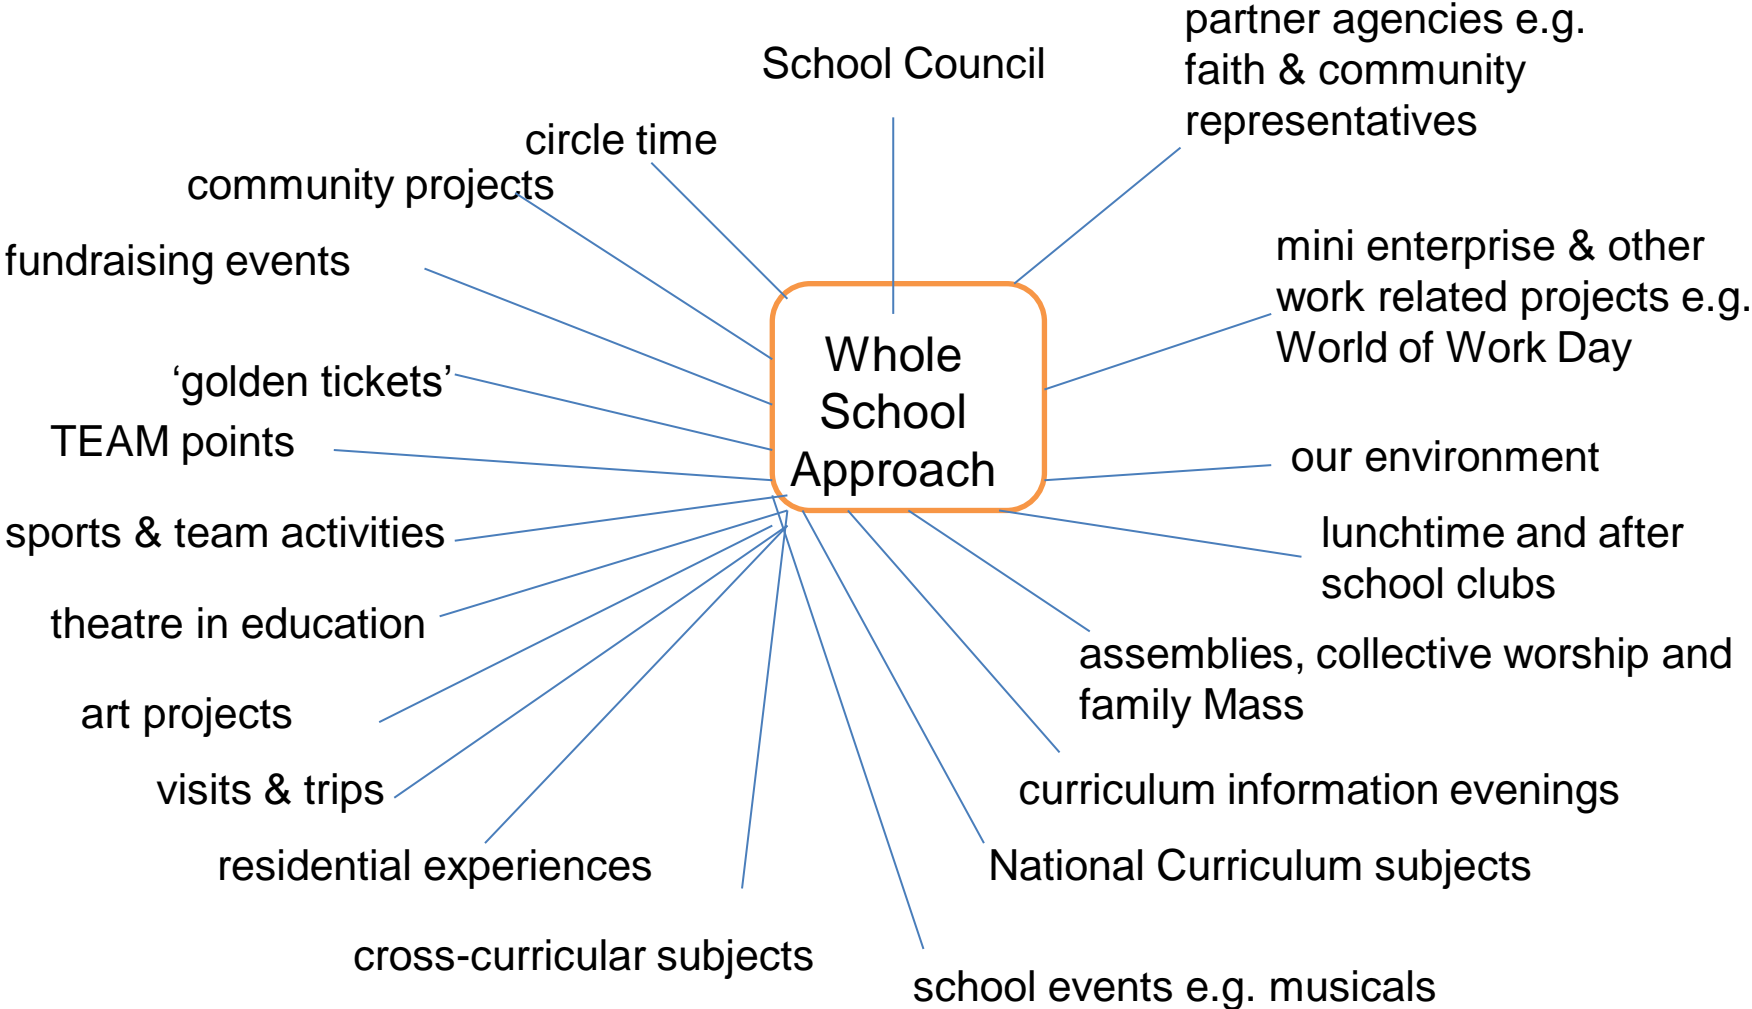 partner agencies e.g.
faith & community
representatives
School Council
circle time
community projects
fundraising events
mini enterprise & other
work related projects e.g.
World of Work Day
‘golden tickets’
Whole
School
Approach
TEAM points
our environment
sports & team activities
lunchtime and after
school clubs
theatre in education
assemblies, collective worship and
family Mass
art projects
visits & trips
curriculum information evenings
residential experiences
National Curriculum subjects
cross-curricular subjects
school events e.g. musicals